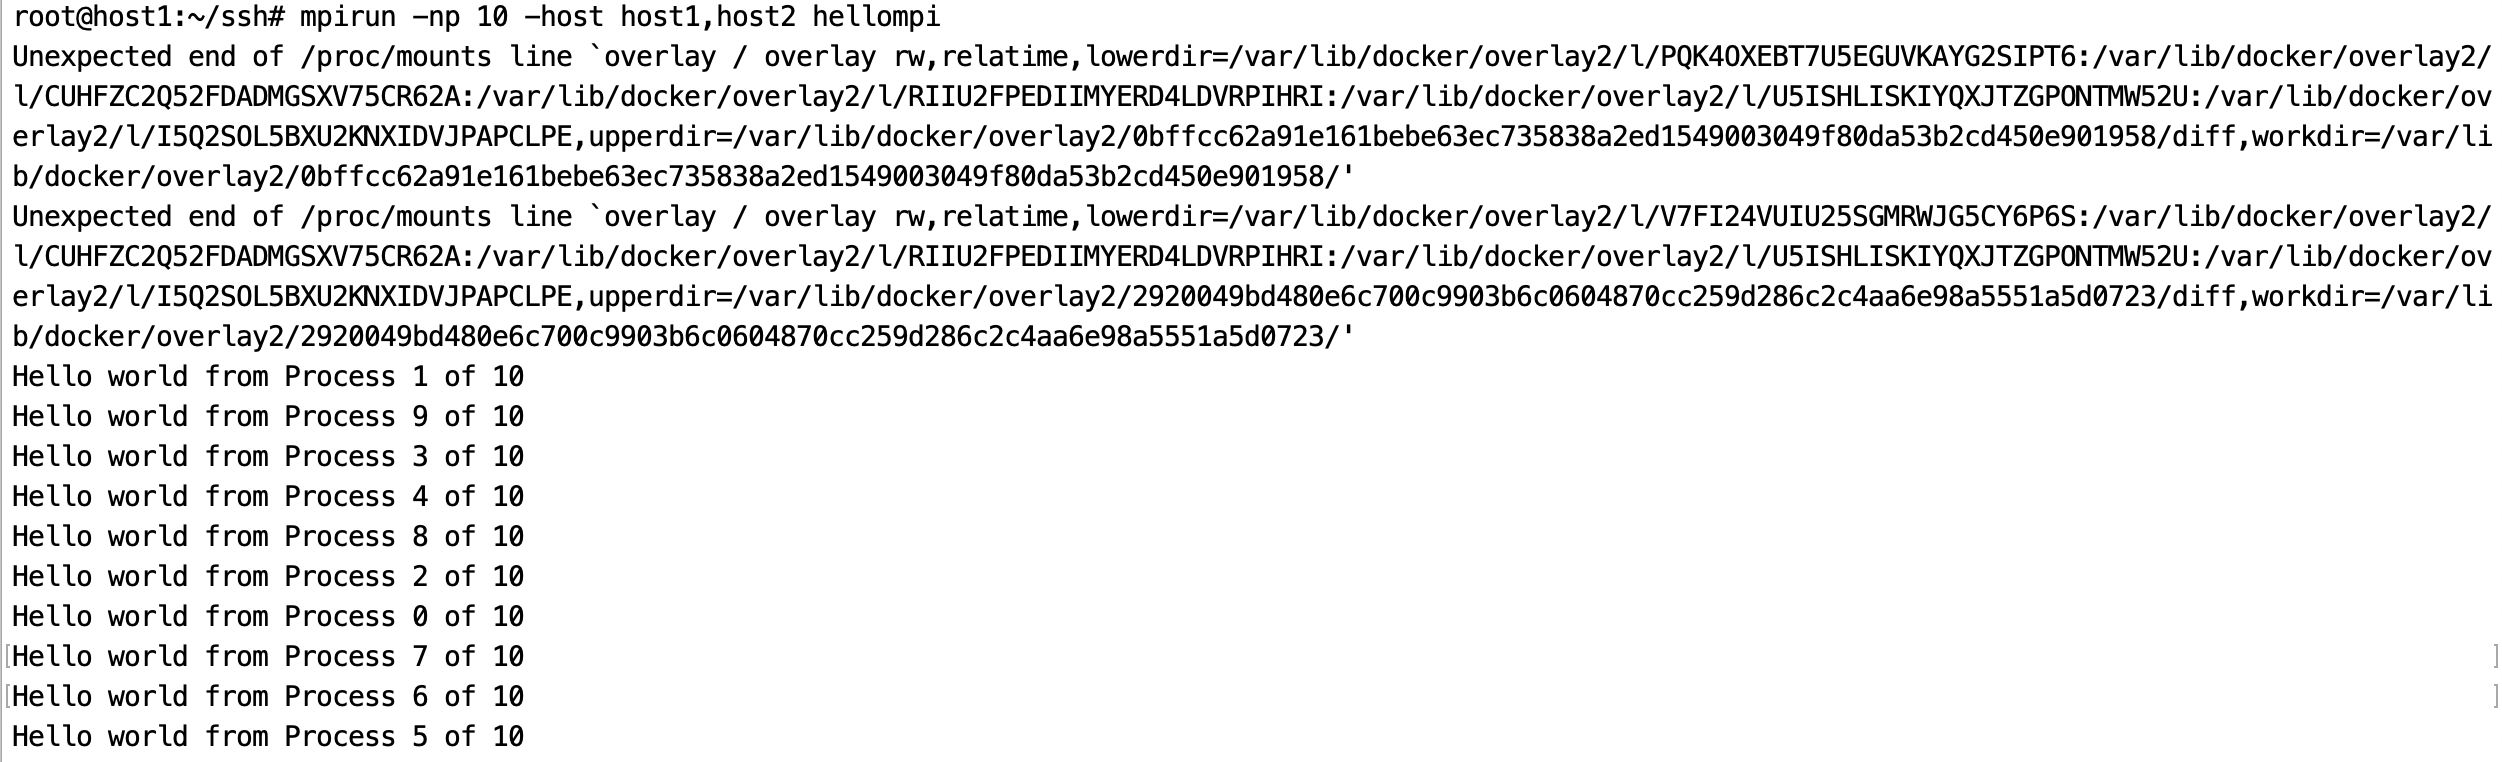 root@host1:~/ssh# mpirun -np 10 -host host1,host2 hellompi
Unexpected end of /proc/mounts line `overlay / overlay rw,relatime,lowerdir=/var/lib/docker/overlay2/l/PQK4OXEBT7U5EGUVKAYG2SIPT6:/var/lib/docker/overlay2/
l/CUHFZC2Q52FDADMGSXV75CR62A:/var/lib/docker/overlay2/l/RIIU2FPEDIIMYERD4LDVRPIHRI:/var/lib/docker/overlay2/l/U5ISHLISKIYQXJTZGPONTMW52U:/var/lib/docker/ov
erlay2/l/I5Q2SOL5BXU2KNXIDVJPAPCLPE,upperdir=/var/lib/docker/overlay2/0bffcc62a91e161bebe63ec735838a2ed1549003049f80da53b2cd450e901958/diff,workdir=/var/li
b/docker/overlay2/0bffcc62a91e161bebe63ec735838a2ed1549003049f80da53b2cd450e901958/'
Unexpected end of /proc/mounts line `overlay / overlay rw,relatime,lowerdir=/var/lib/docker/overlay2/l/V7FI24VUIU25SGMRWJG5CY6P6S:/var/lib/docker/overlay2/
l/CUHFZC2Q52FDADMGSXV75CR62A:/var/lib/docker/overlay2/l/RIIU2FPEDIIMYERD4LDVRPIHRI:/var/lib/docker/overlay2/l/U5ISHLISKIYQXJTZGPONTMW52U:/var/lib/docker/ov
erlay2/l/I5Q2SOL5BXU2KNXIDVJPAPCLPE,upperdir=/var/lib/docker/overlay2/2920049bd480e6c700c9903b6c0604870cc259d286c2c4aa6e98a5551a5d0723/diff,workdir=/var/li
b/docker/overlay2/2920049bd480e6c700c9903b6c0604870cc259d286c2c4aa6e98a5551a5d0723/'
Hello world from Process 1 of 10
Hello world from Process 9 of 10
Hello world from Process 3 of 10
Hello world from Process 4 of 10
Hello world from Process 8 of 10
Hello world from Process 2 of 10
Hello world from Process 0 of 10
[Hello world from Process 7 of 10 ]
[Hello world from Process 6 of 10 ]
Hello world from Process 5 of 10